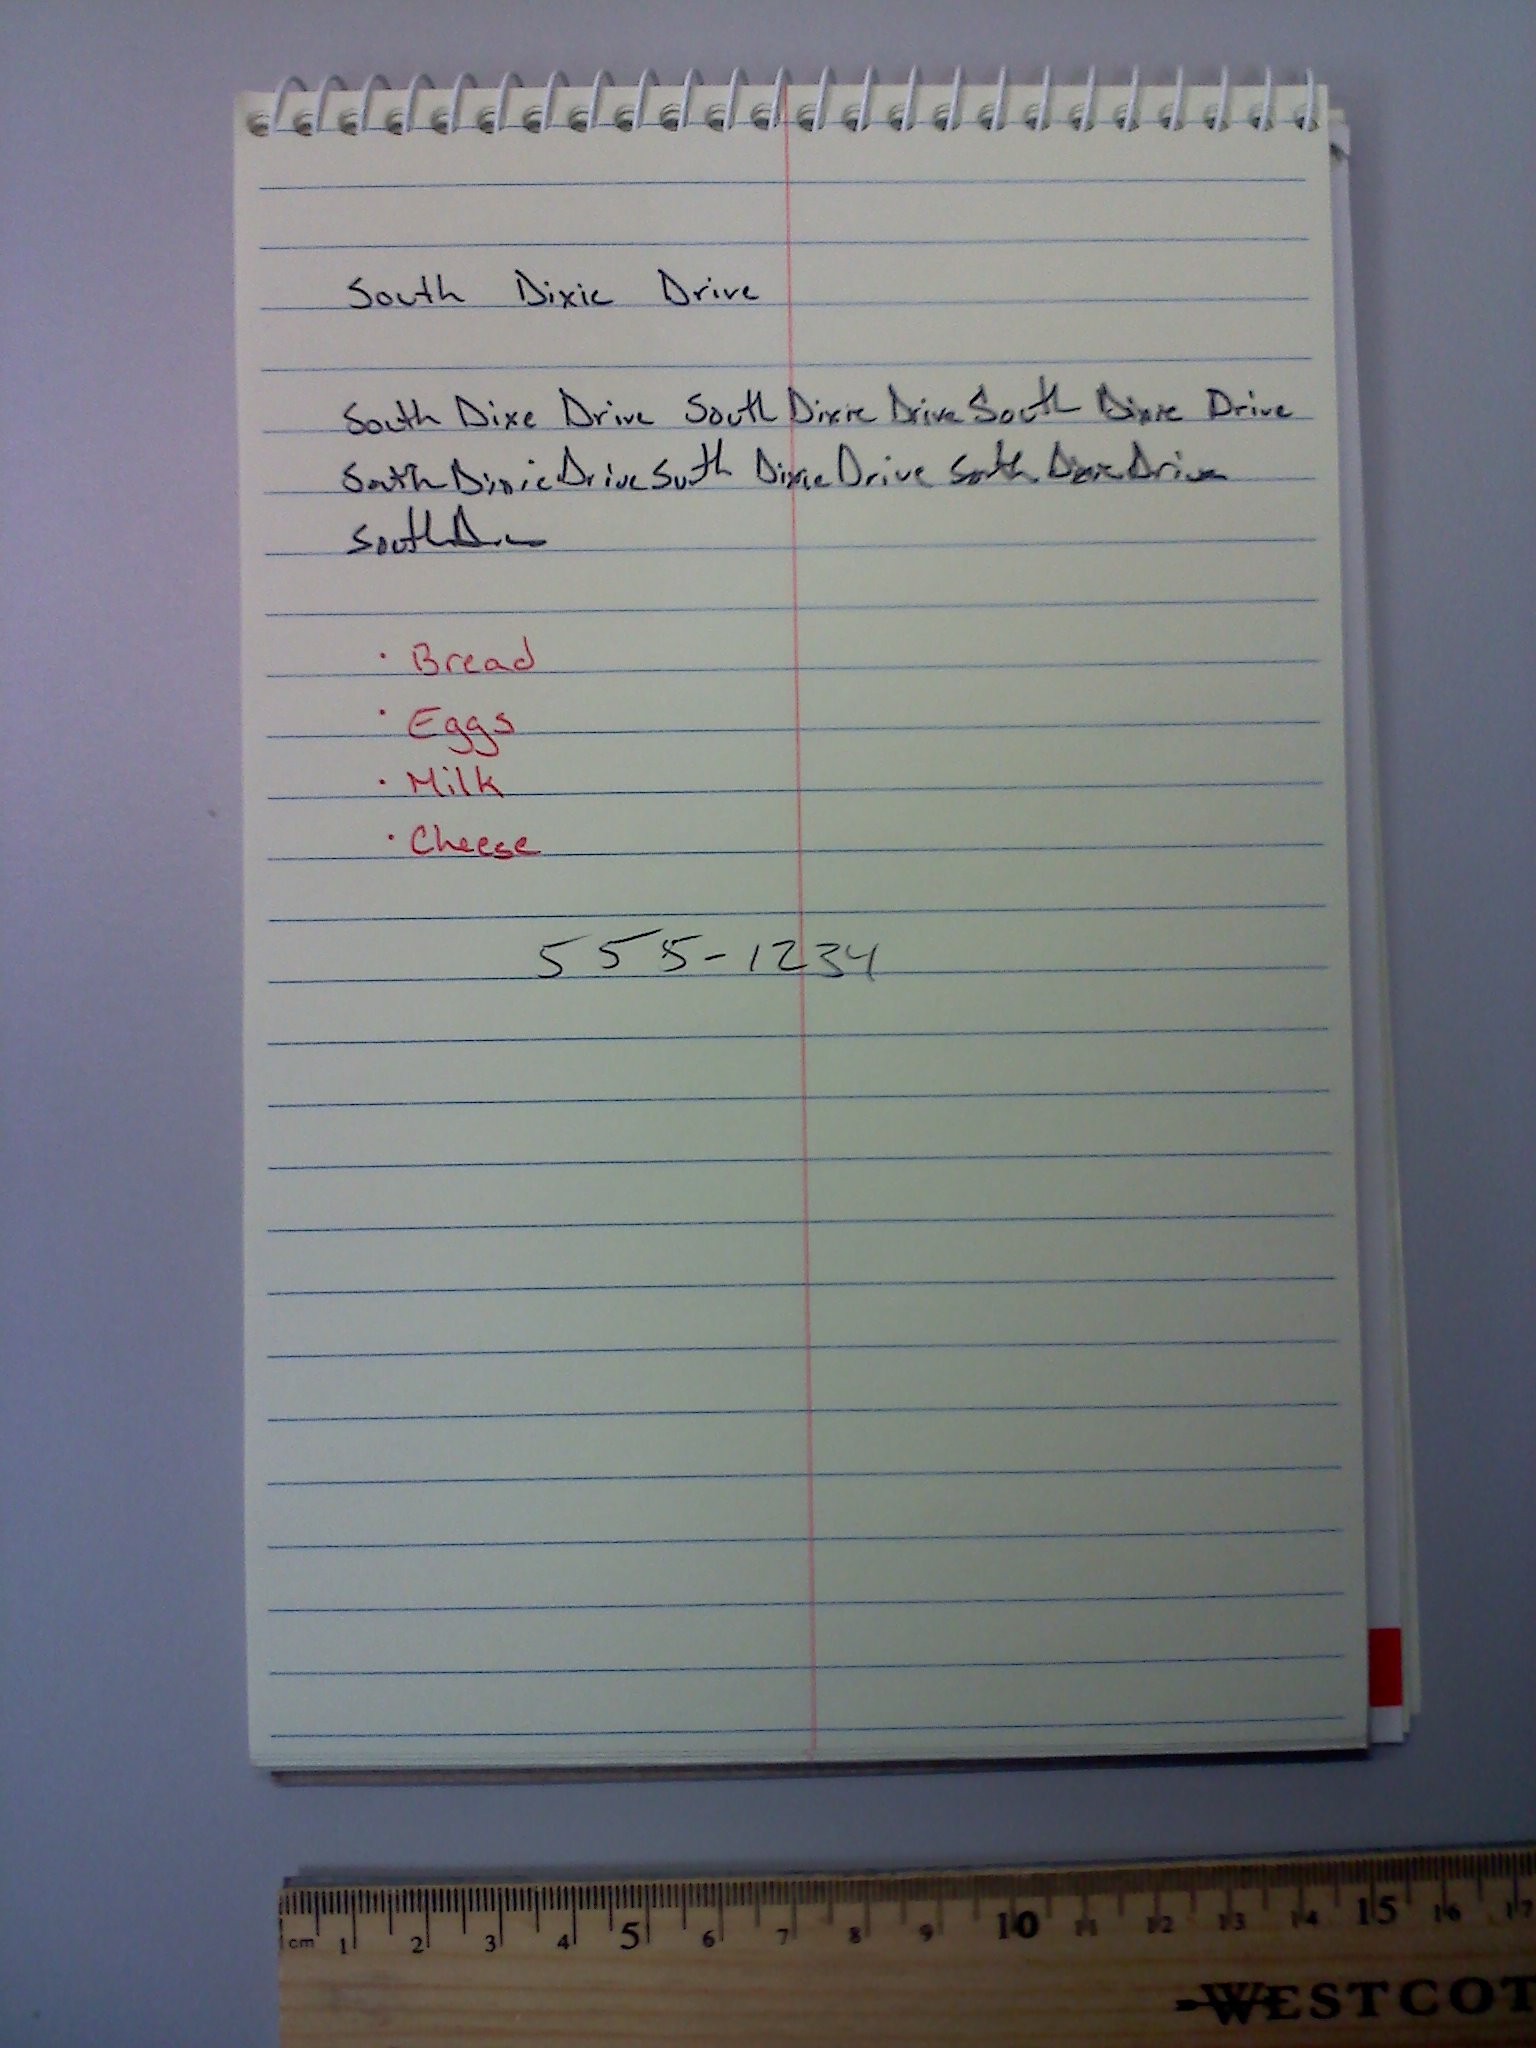 South Dixie Drive
South Dixe Drive South Dixie Drive South Dixie Drive
South Dixie Drive Suth Dixie Drive South Dixie Drive
South
• Bread
• Eggs
• Milk
• Cheese
555-1234
cm 1 2 3 4 5 6 7 8 9 10 11 12 13 14 15 16 17
WESTCOT